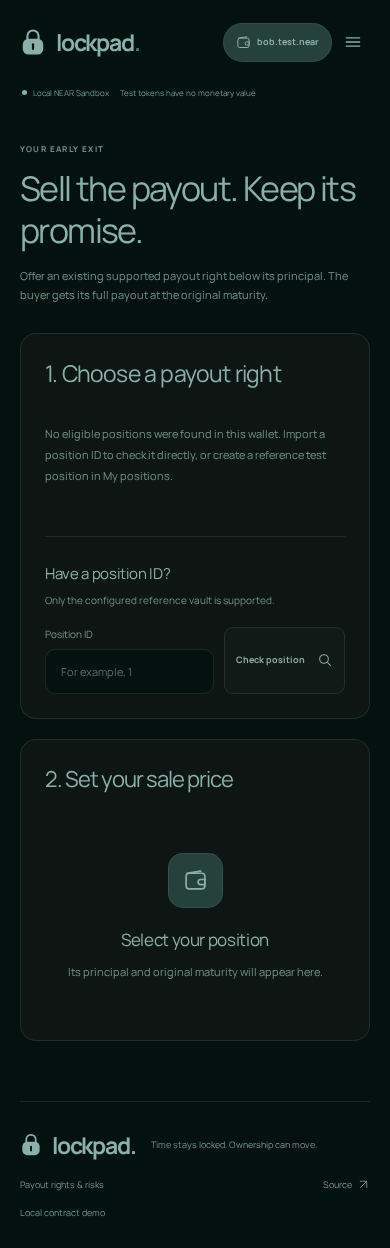 lockpad.
bob.test.near
Local NEAR Sandbox Test tokens have no monetary value
YOUR EARLY EXIT
Sell the payout. Keep its
promise.
Offer an existing supported payout right below its principal. The
buyer gets its full payout at the original maturity.
1. Choose a payout right
No eligible positions were found in this wallet. Import a
position ID to check it directly, or create a reference test
position in My positions.
Have a position ID?
Only the configured reference vault is supported.
Position ID
For example, 1
Check position
2. Set your sale price
Select your position
Its principal and original maturity will appear here.
lockpad.
Time stays locked. Ownership can move.
Payout rights & risks
Source
Local contract demo